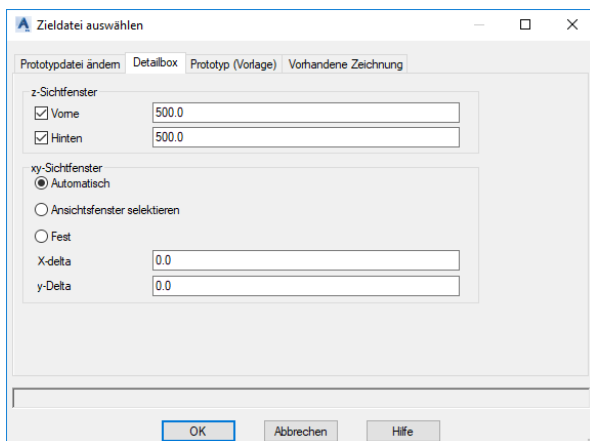 Zieldatei auswählen
Prototypdatei ändern Detailbox Prototyp (Vorlage) Vorhandene Zeichnung
z-Sichtfenster
Vorne 500.0
Hinten 500.0
xy-Sichtfenster
Automatisch
Ansichtsfenster selektieren
Fest
X-delta 0.0
y-Delta 0.0
OK Abbrechen Hilfe